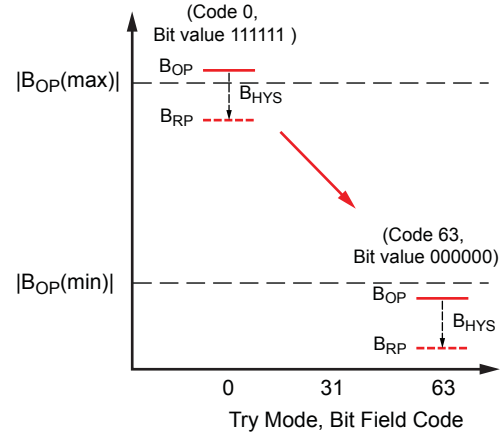 (Code 0,
Bit value 111111 )
|BOP(max)|
BOP
BHYS
BRP
(Code 63,
Bit value 000000)
|BOP(min)|
BOP
BHYS
BRP
0 31 63
Try Mode, Bit Field Code